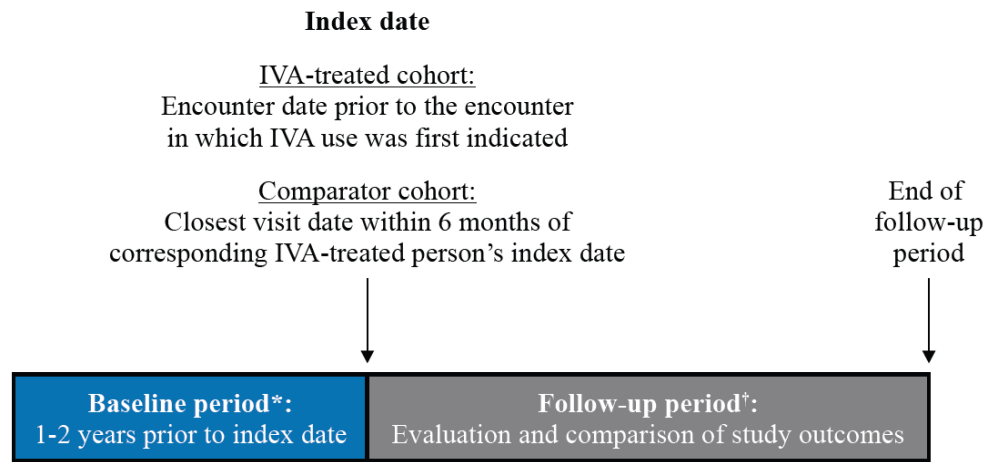 Index date
IVA-treated cohort:
Encounter date prior to the encounter
in which IVA use was first indicated
Comparator cohort:
Closest visit date within 6 months of
corresponding IVA-treated person’s index date
End of
follow-up
period
Baseline period*:
1-2 years prior to index date
Follow-up period†:
Evaluation and comparison of study outcomes